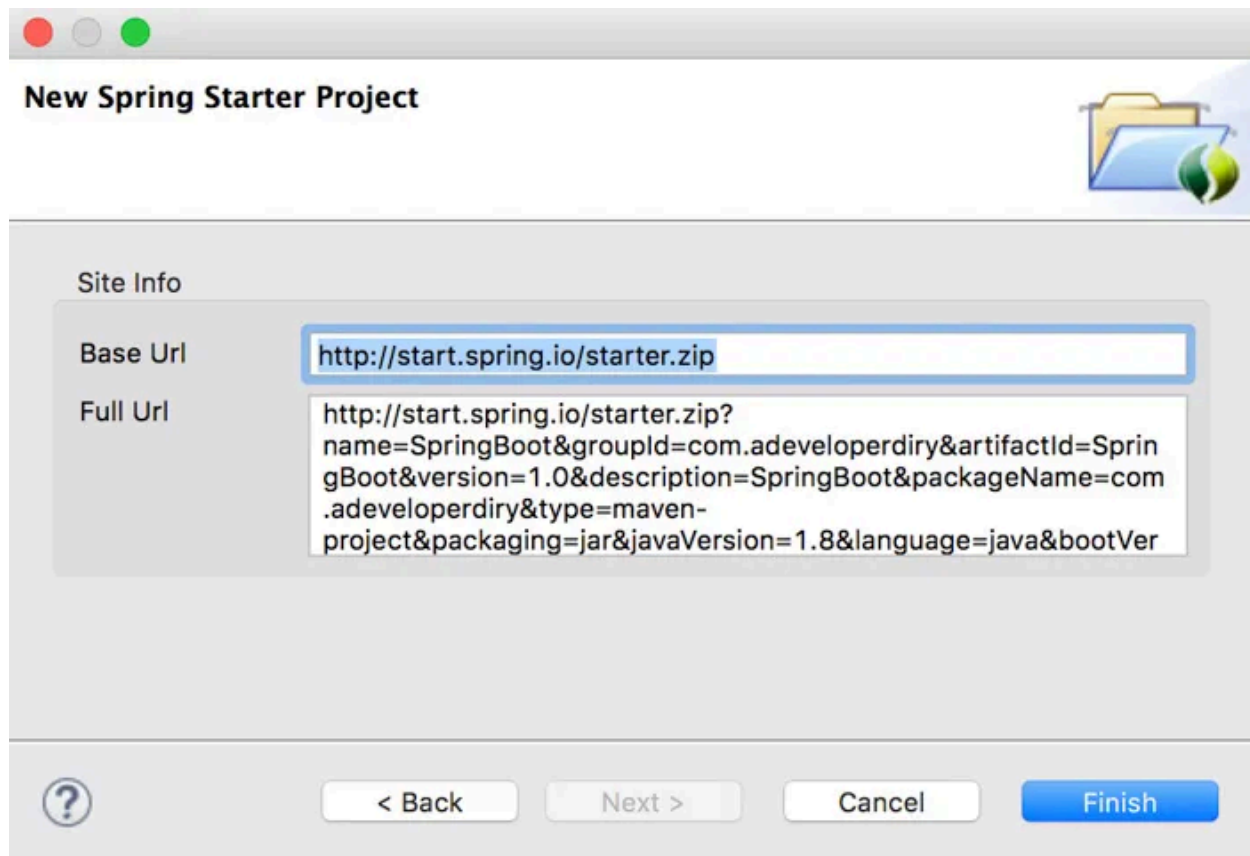 New Spring Starter Project
Site Info
Base Url
http://start.spring.io/starter.zip
Full Url
http://start.spring.io/starter.zip?
name=SpringBoot&groupId=com.adeveloperdiry&artifactId=Sprin
gBoot&version=1.0&description=SpringBoot&packageName=com
.adeveloperdiry&type=maven-
project&packaging=jar&javaVersion=1.8&language=java&bootVer
?
< Back
Next >
Cancel
Finish